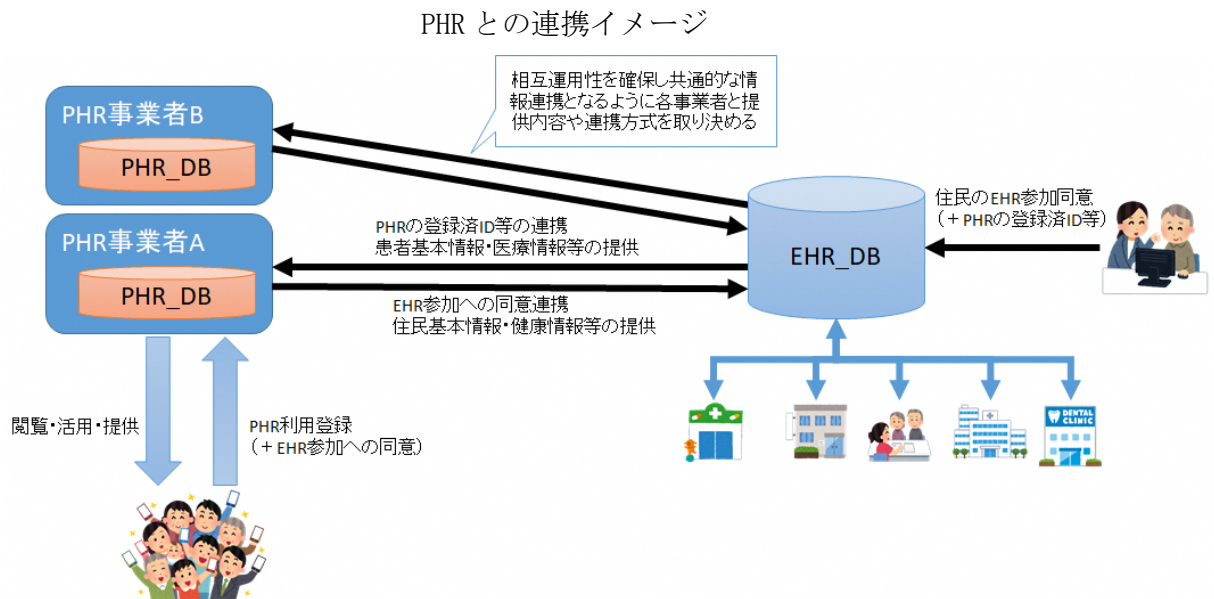 PHR との連携イメージ
相互運用性を確保し共通的な情
報連携となるように各事業者と提
供内容や連携方式を取り決める
PHR事業者B
PHR_DB
PHR事業者A
PHR_DB
PHRの登録済ID等の連携
患者基本情報・医療情報等の提供
EHR参加への同意連携
住民基本情報・健康情報等の提供
EHR_DB
住民のEHR参加同意
(+PHRの登録済ID等)
閲覧・活用・提供
PHR利用登録
(+EHR参加への同意)
DENTAL
CLINIC